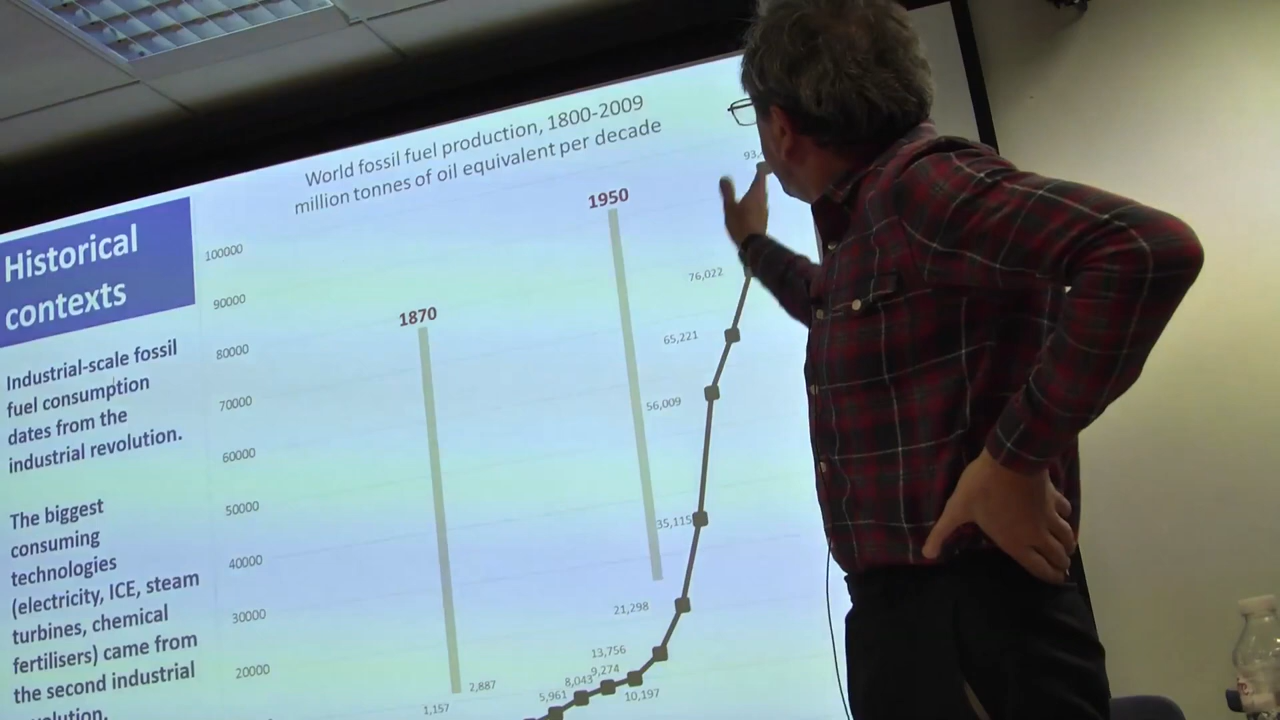 World fossil fuel production, 1800-2009
million tonnes of oil equivalent per decade
Historical
contexts
Industrial-scale fossil
fuel consumption
dates from the
industrial revolution.
The biggest
consuming
technologies
(electricity, ICE, steam
turbines, chemical
fertilisers) came from
the second industrial
100000
90000
80000
70000
60000
50000
40000
30000
20000
1870
1950
76,022
65,221
56,009
35,115
21,298
13,756
9,274
8,043
10,197
5,961
2,887
1,157